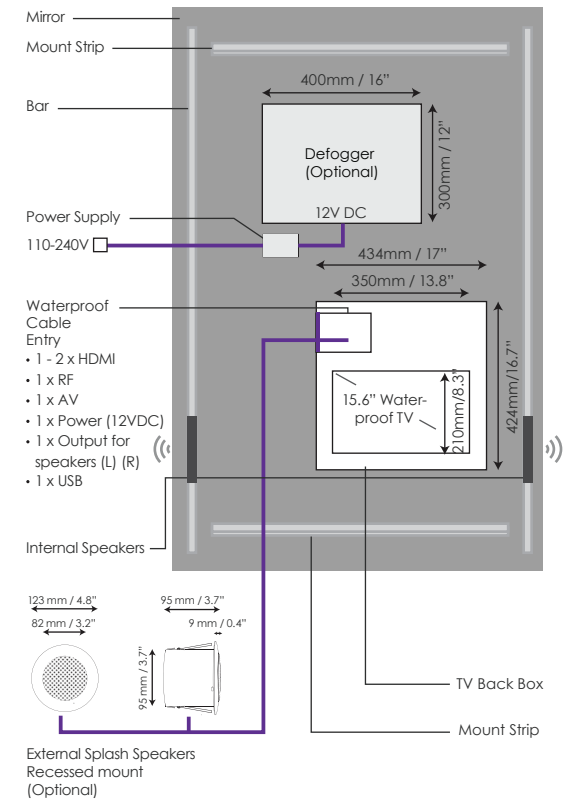 Mirror
Mount Strip
400mm / 16"
Bar
Defogger
(Optional)
300mm / 12"
12V DC
Power Supply
110-240V
434mm / 17"
350mm / 13.8"
Waterproof
Cable
Entry
• 1 - 2 x HDMI
• 1 x RF
• 1 x AV
• 1 x Power (12VDC)
• 1 x Output for
speakers (L) (R)
• 1 x USB
15.6" Water-
proof TV
210mm/8.3"
424mm/16.7"
Internal Speakers
123 mm / 4.8"
82 mm / 3.2"
95 mm / 3.7"
9 mm / 0.4"
95 mm / 3.7"
TV Back Box
Mount Strip
External Splash Speakers
Recessed mount
(Optional)